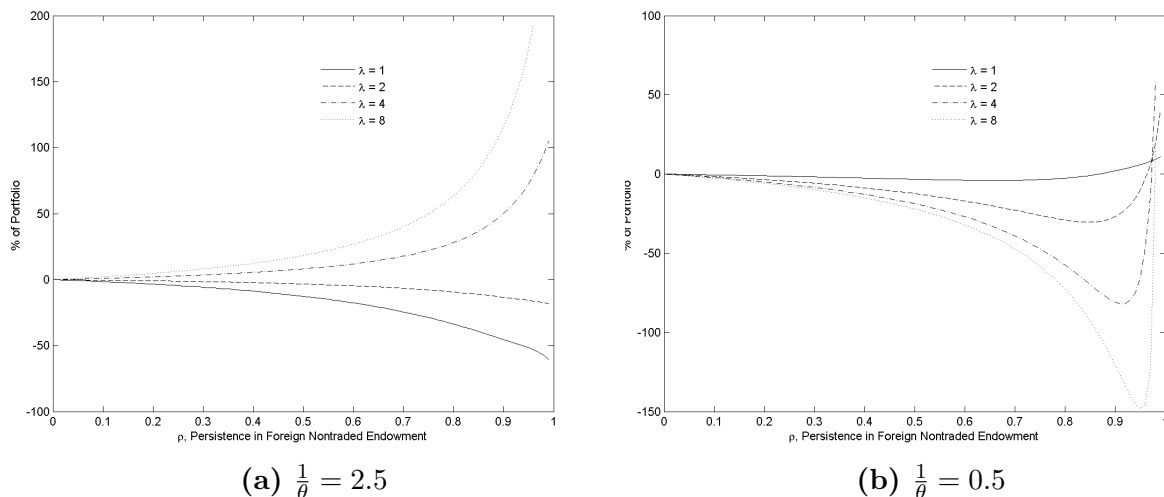 200
150
100
50
0
-50
-100
% of Portfolio
λ = 1
λ = 2
λ = 4
λ = 8
0 0.1 0.2 0.3 0.4 0.5 0.6 0.7 0.8 0.9 1
ρ, Persistence in Foreign Nontraded Endowment
(a) 1/θ = 2.5
100
50
0
-50
-100
-150
% of Portfolio
λ = 1
λ = 2
λ = 4
λ = 8
0 0.1 0.2 0.3 0.4 0.5 0.6 0.7 0.8 0.9 1
ρ, Persistence in Foreign Nontraded Endowment
(b) 1/θ = 0.5